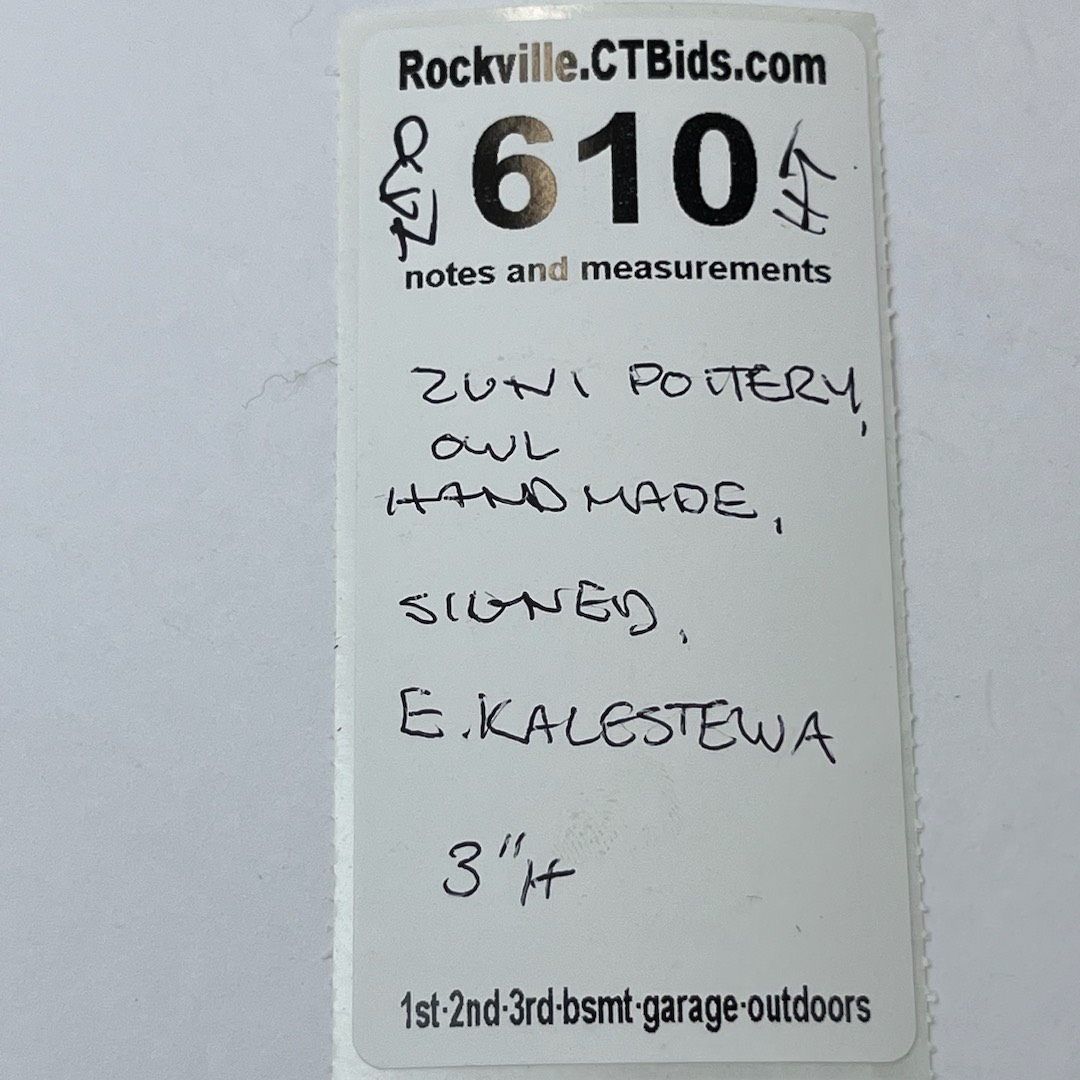 Rockville.CTBids.com
610
notes and measurements
ZUNI POTTERY,
OWL
HANDMADE,
SIGNED,
E. KALESTEWA
3"H
1st·2nd·3rd·bsmt·garage·outdoors